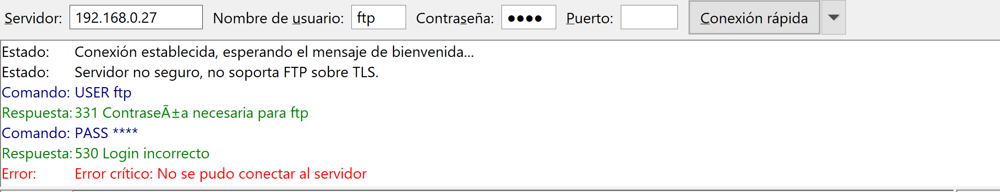 Servidor: 192.168.0.27 Nombre de usuario: ftp Contraseña: ●●●● Puerto: Conexión rápida
Estado: Conexión establecida, esperando el mensaje de bienvenida...
Estado: Servidor no seguro, no soporta FTP sobre TLS.
Comando: USER ftp
Respuesta: 331 ContraseÃ±a necesaria para ftp
Comando: PASS ****
Respuesta: 530 Login incorrecto
Error: Error crítico: No se pudo conectar al servidor